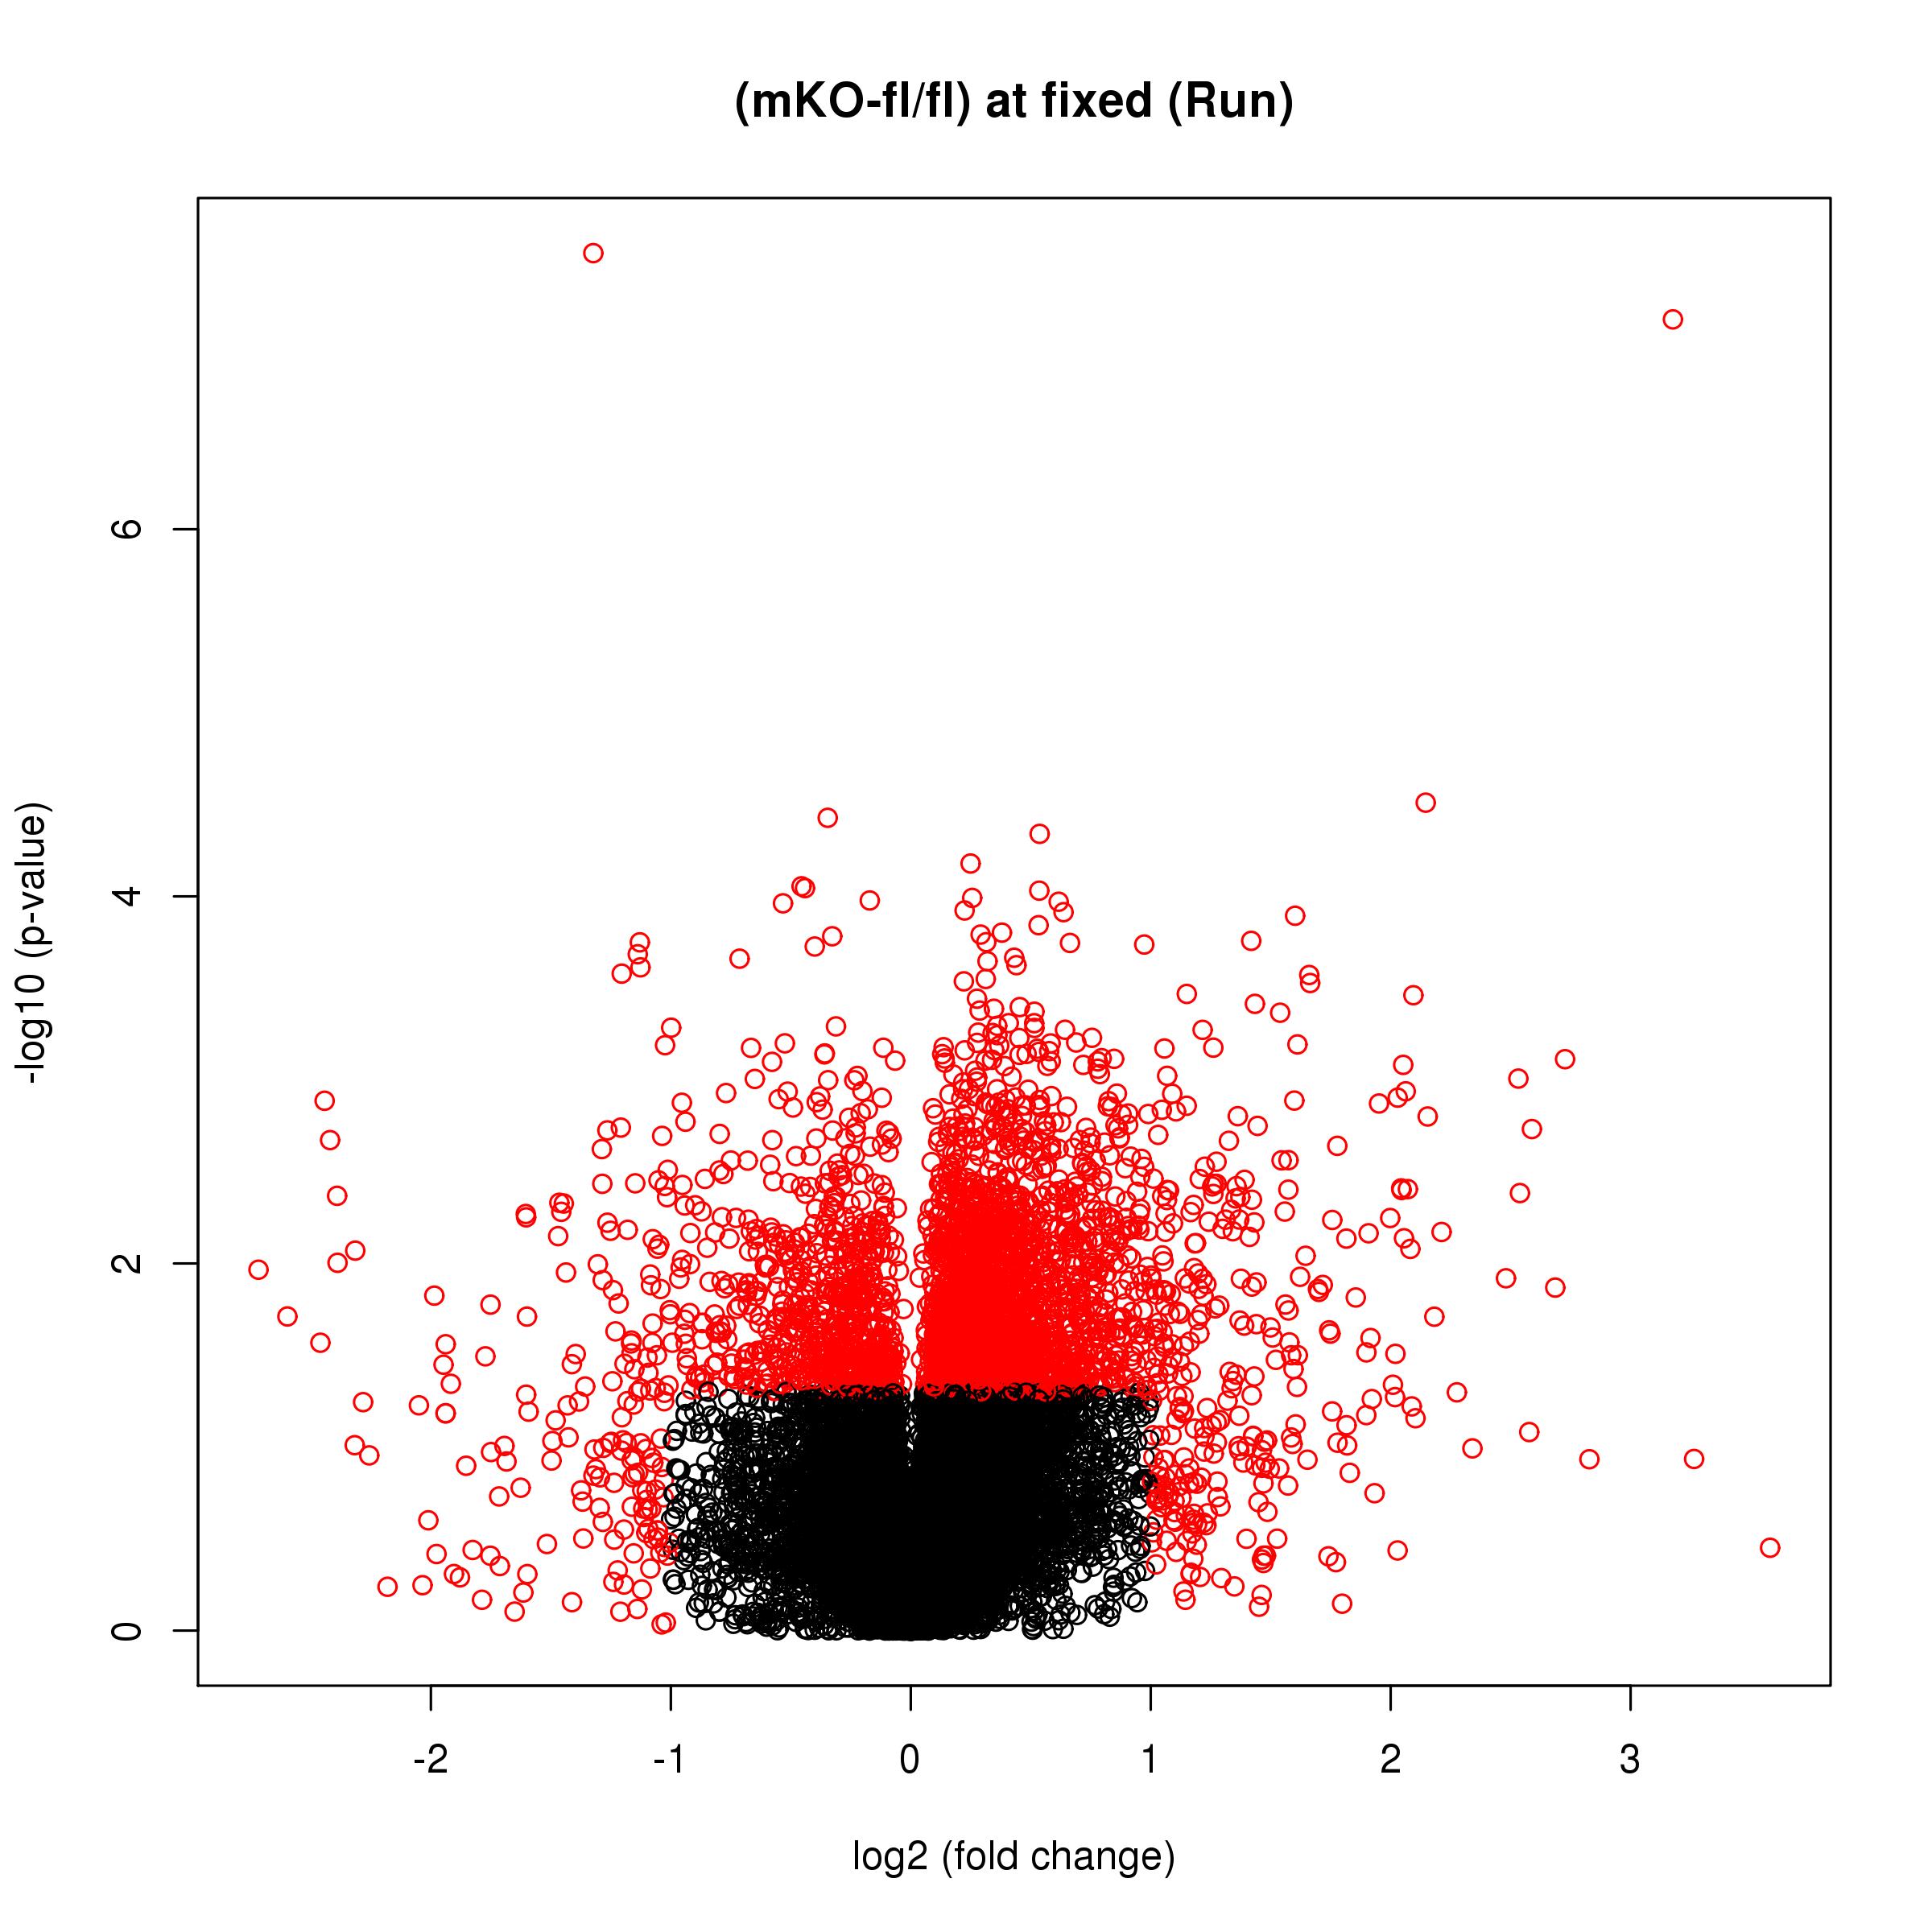 (mKO-fl/fl) at fixed (Run)
-log10 (p-value)
6
4
2
0
-2 -1 0 1 2 3
log2 (fold change)